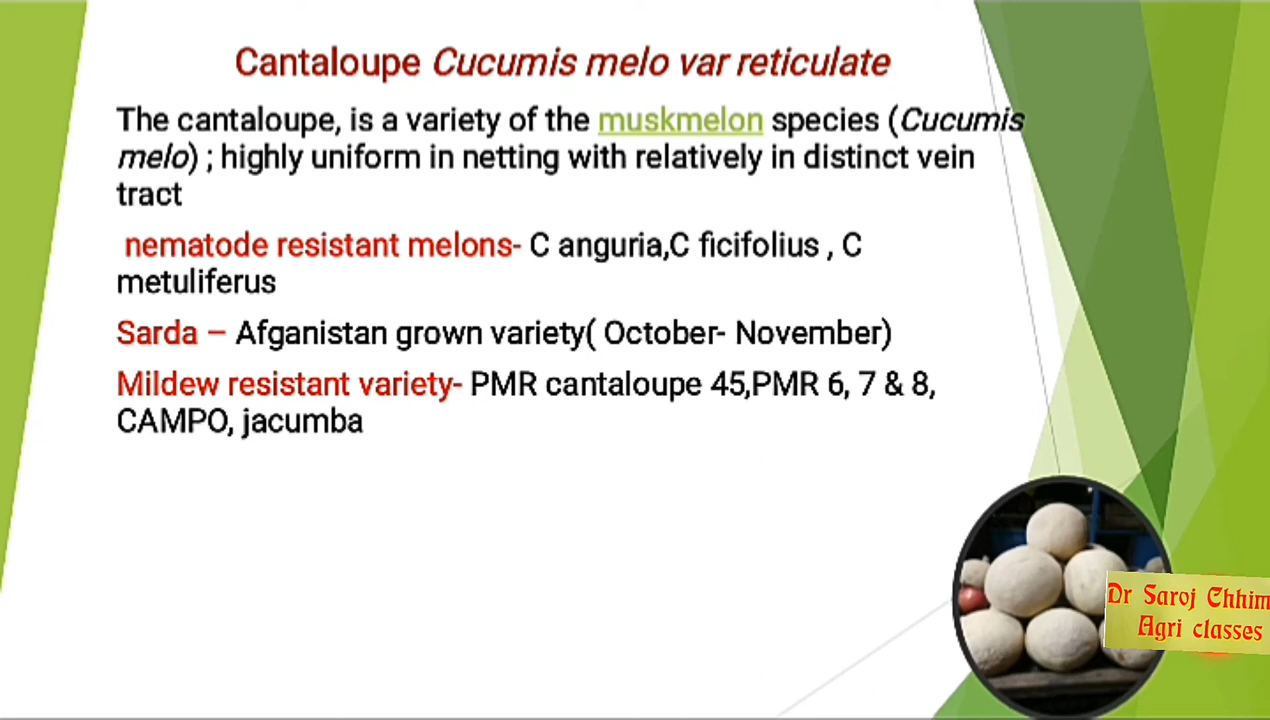 Cantaloupe Cucumis melo var reticulate
The cantaloupe, is a variety of the muskmelon species (Cucumis
melo) ; highly uniform in netting with relatively in distinct vein
tract
nematode resistant melons- C anguria,C ficifolius , C
metuliferus
Sarda – Afganistan grown variety( October- November)
Mildew resistant variety- PMR cantaloupe 45,PMR 6, 7 & 8,
CAMPO, jacumba
Dr Saroj Chhim
Agri classes